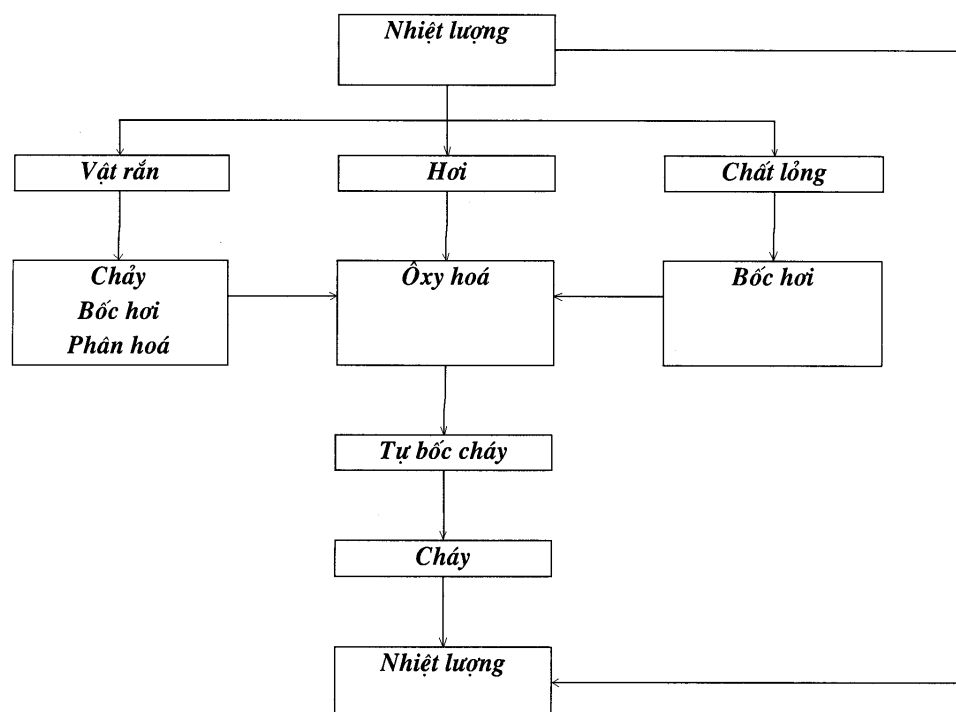 Nhiệt lượng
Vật rắn
Hơi
Chất lỏng
Chảy
Bốc hơi
Phân hoá
Ôxy hoá
Bốc hơi
Tự bốc cháy
Cháy
Nhiệt lượng